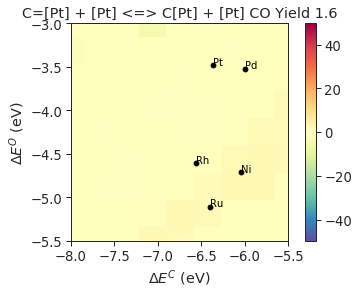 C=[Pt] + [Pt] <=> C[Pt] + [Pt] CO Yield 1.6
−3.0
−3.5
−4.0
−4.5
−5.0
−5.5
ΔE^O (eV)
Pt
Pd
Rh
Ni
Ru
−8.0 −7.5 −7.0 −6.5 −6.0 −5.5
ΔE^C (eV)
40
20
0
−20
−40